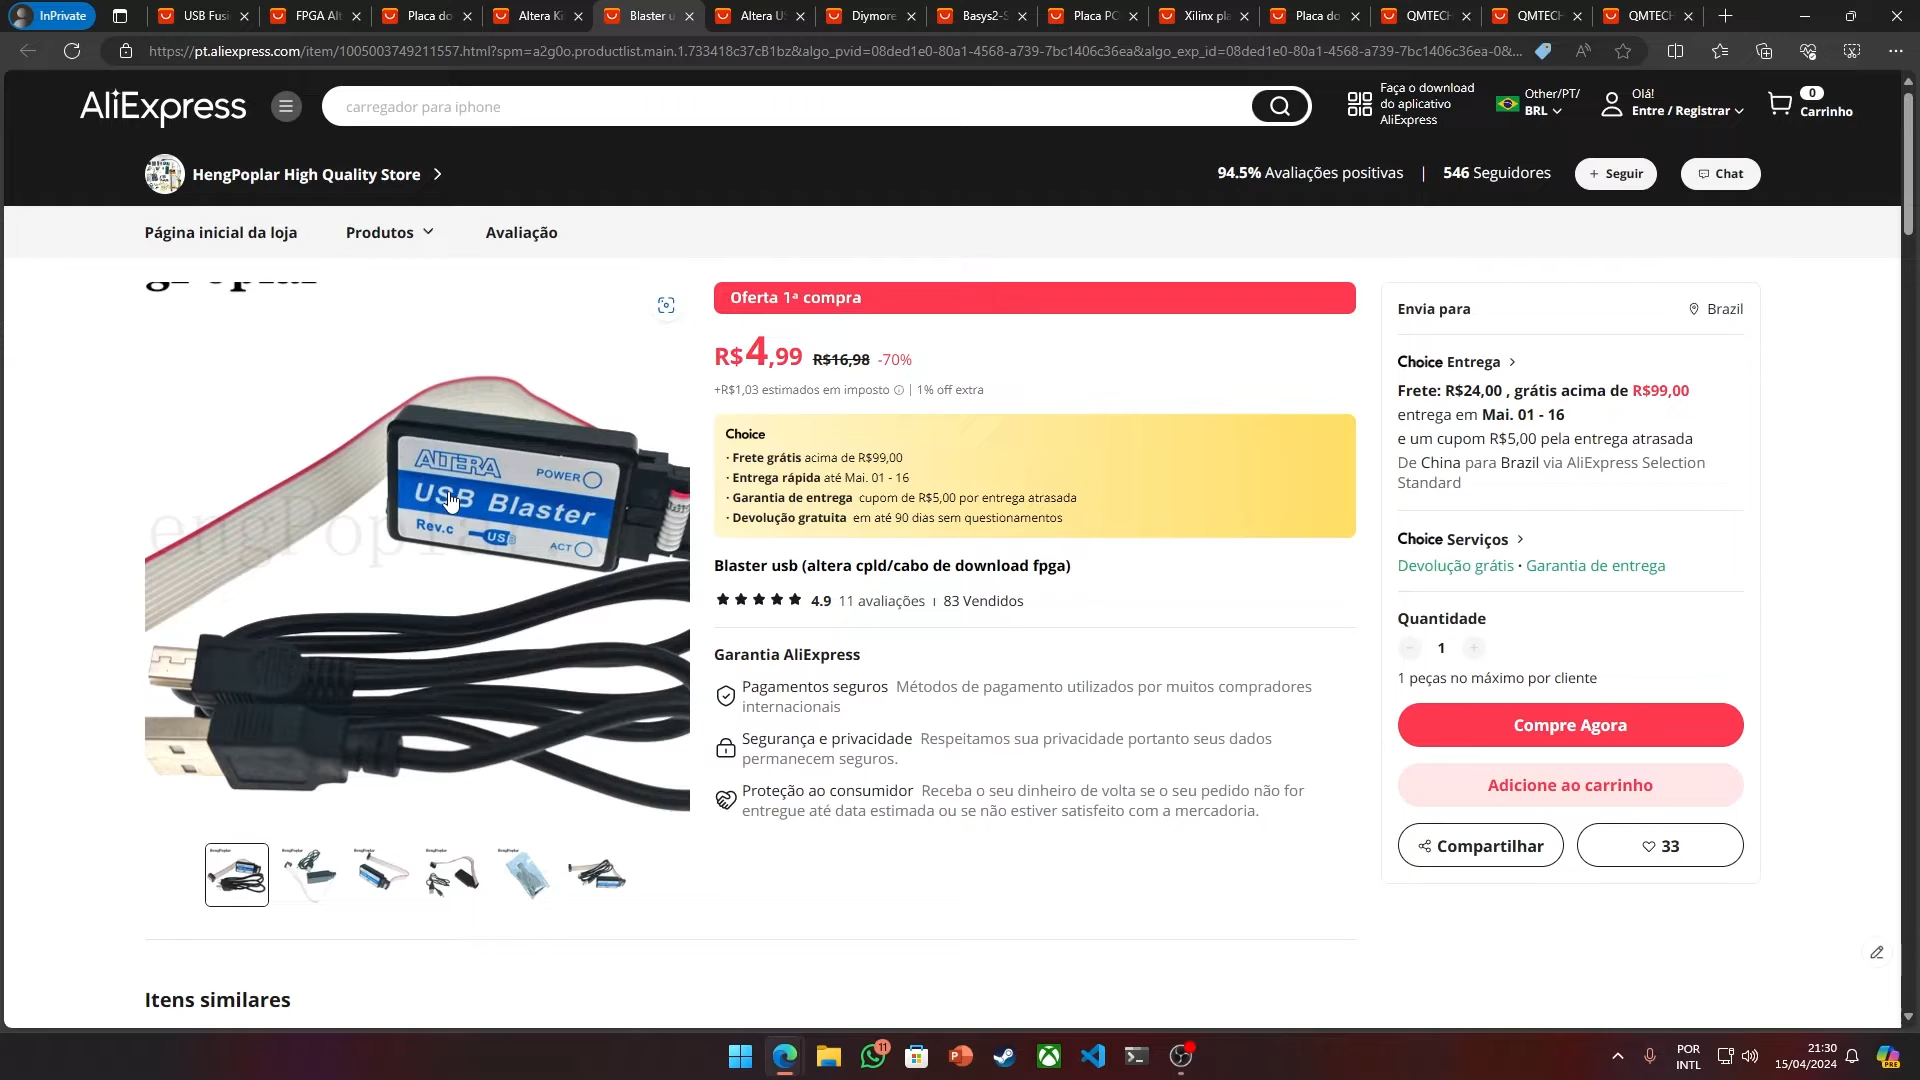 InPrivate
USB Fusi
FPGA Alt
Placa do
Altera Ki
Blaster u
Altera US
Diymore
Basys2-S
Placa PC
Xilinx pla
Placa do
QMTECH
QMTECH
QMTECH
https://pt.aliexpress.com/item/1005003749211557.html?spm=a2g0o.productlist.main.1.733418c37cB1bz&algo_pvid=08ded1e0-80a1-4568-a739-7bc1406c36ea&algo_exp_id=08ded1e0-80a1-4568-a739-7bc1406c36ea-0&...
AliExpress
carregador para iphone
Faça o download
do aplicativo
AliExpress
Other/PT/
BRL
Olá!
Entre / Registrar
0
Carrinho
HengPoplar High Quality Store
94.5% Avaliações positivas | 546 Seguidores
+ Seguir
Chat
Página inicial da loja
Produtos
Avaliação
ALTERA
POWER
USB Blaster
Rev.c
USB
ACT
engPop
Oferta 1ª compra
R$4,99 R$16,98 -70%
+R$1,03 estimados em imposto | 1% off extra
Choice
· Frete grátis acima de R$99,00
· Entrega rápida até Mai. 01 - 16
· Garantia de entrega cupom de R$5,00 por entrega atrasada
· Devolução gratuita em até 90 dias sem questionamentos
Blaster usb (altera cpld/cabo de download fpga)
4.9 11 avaliações | 83 Vendidos
Garantia AliExpress
Pagamentos seguros Métodos de pagamento utilizados por muitos compradores
internacionais
Segurança e privacidade Respeitamos sua privacidade portanto seus dados
permanecem seguros.
Proteção ao consumidor Receba o seu dinheiro de volta se o seu pedido não for
entregue até data estimada ou se não estiver satisfeito com a mercadoria.
Envia para
Brazil
Choice Entrega
Frete: R$24,00 , grátis acima de R$99,00
entrega em Mai. 01 - 16
e um cupom R$5,00 pela entrega atrasada
De China para Brazil via AliExpress Selection
Standard
Choice Serviços
Devolução grátis · Garantia de entrega
Quantidade
− 1 +
1 peças no máximo por cliente
Compre Agora
Adicione ao carrinho
Compartilhar
33
Itens similares
11
POR
INTL
21:30
15/04/2024
PRE